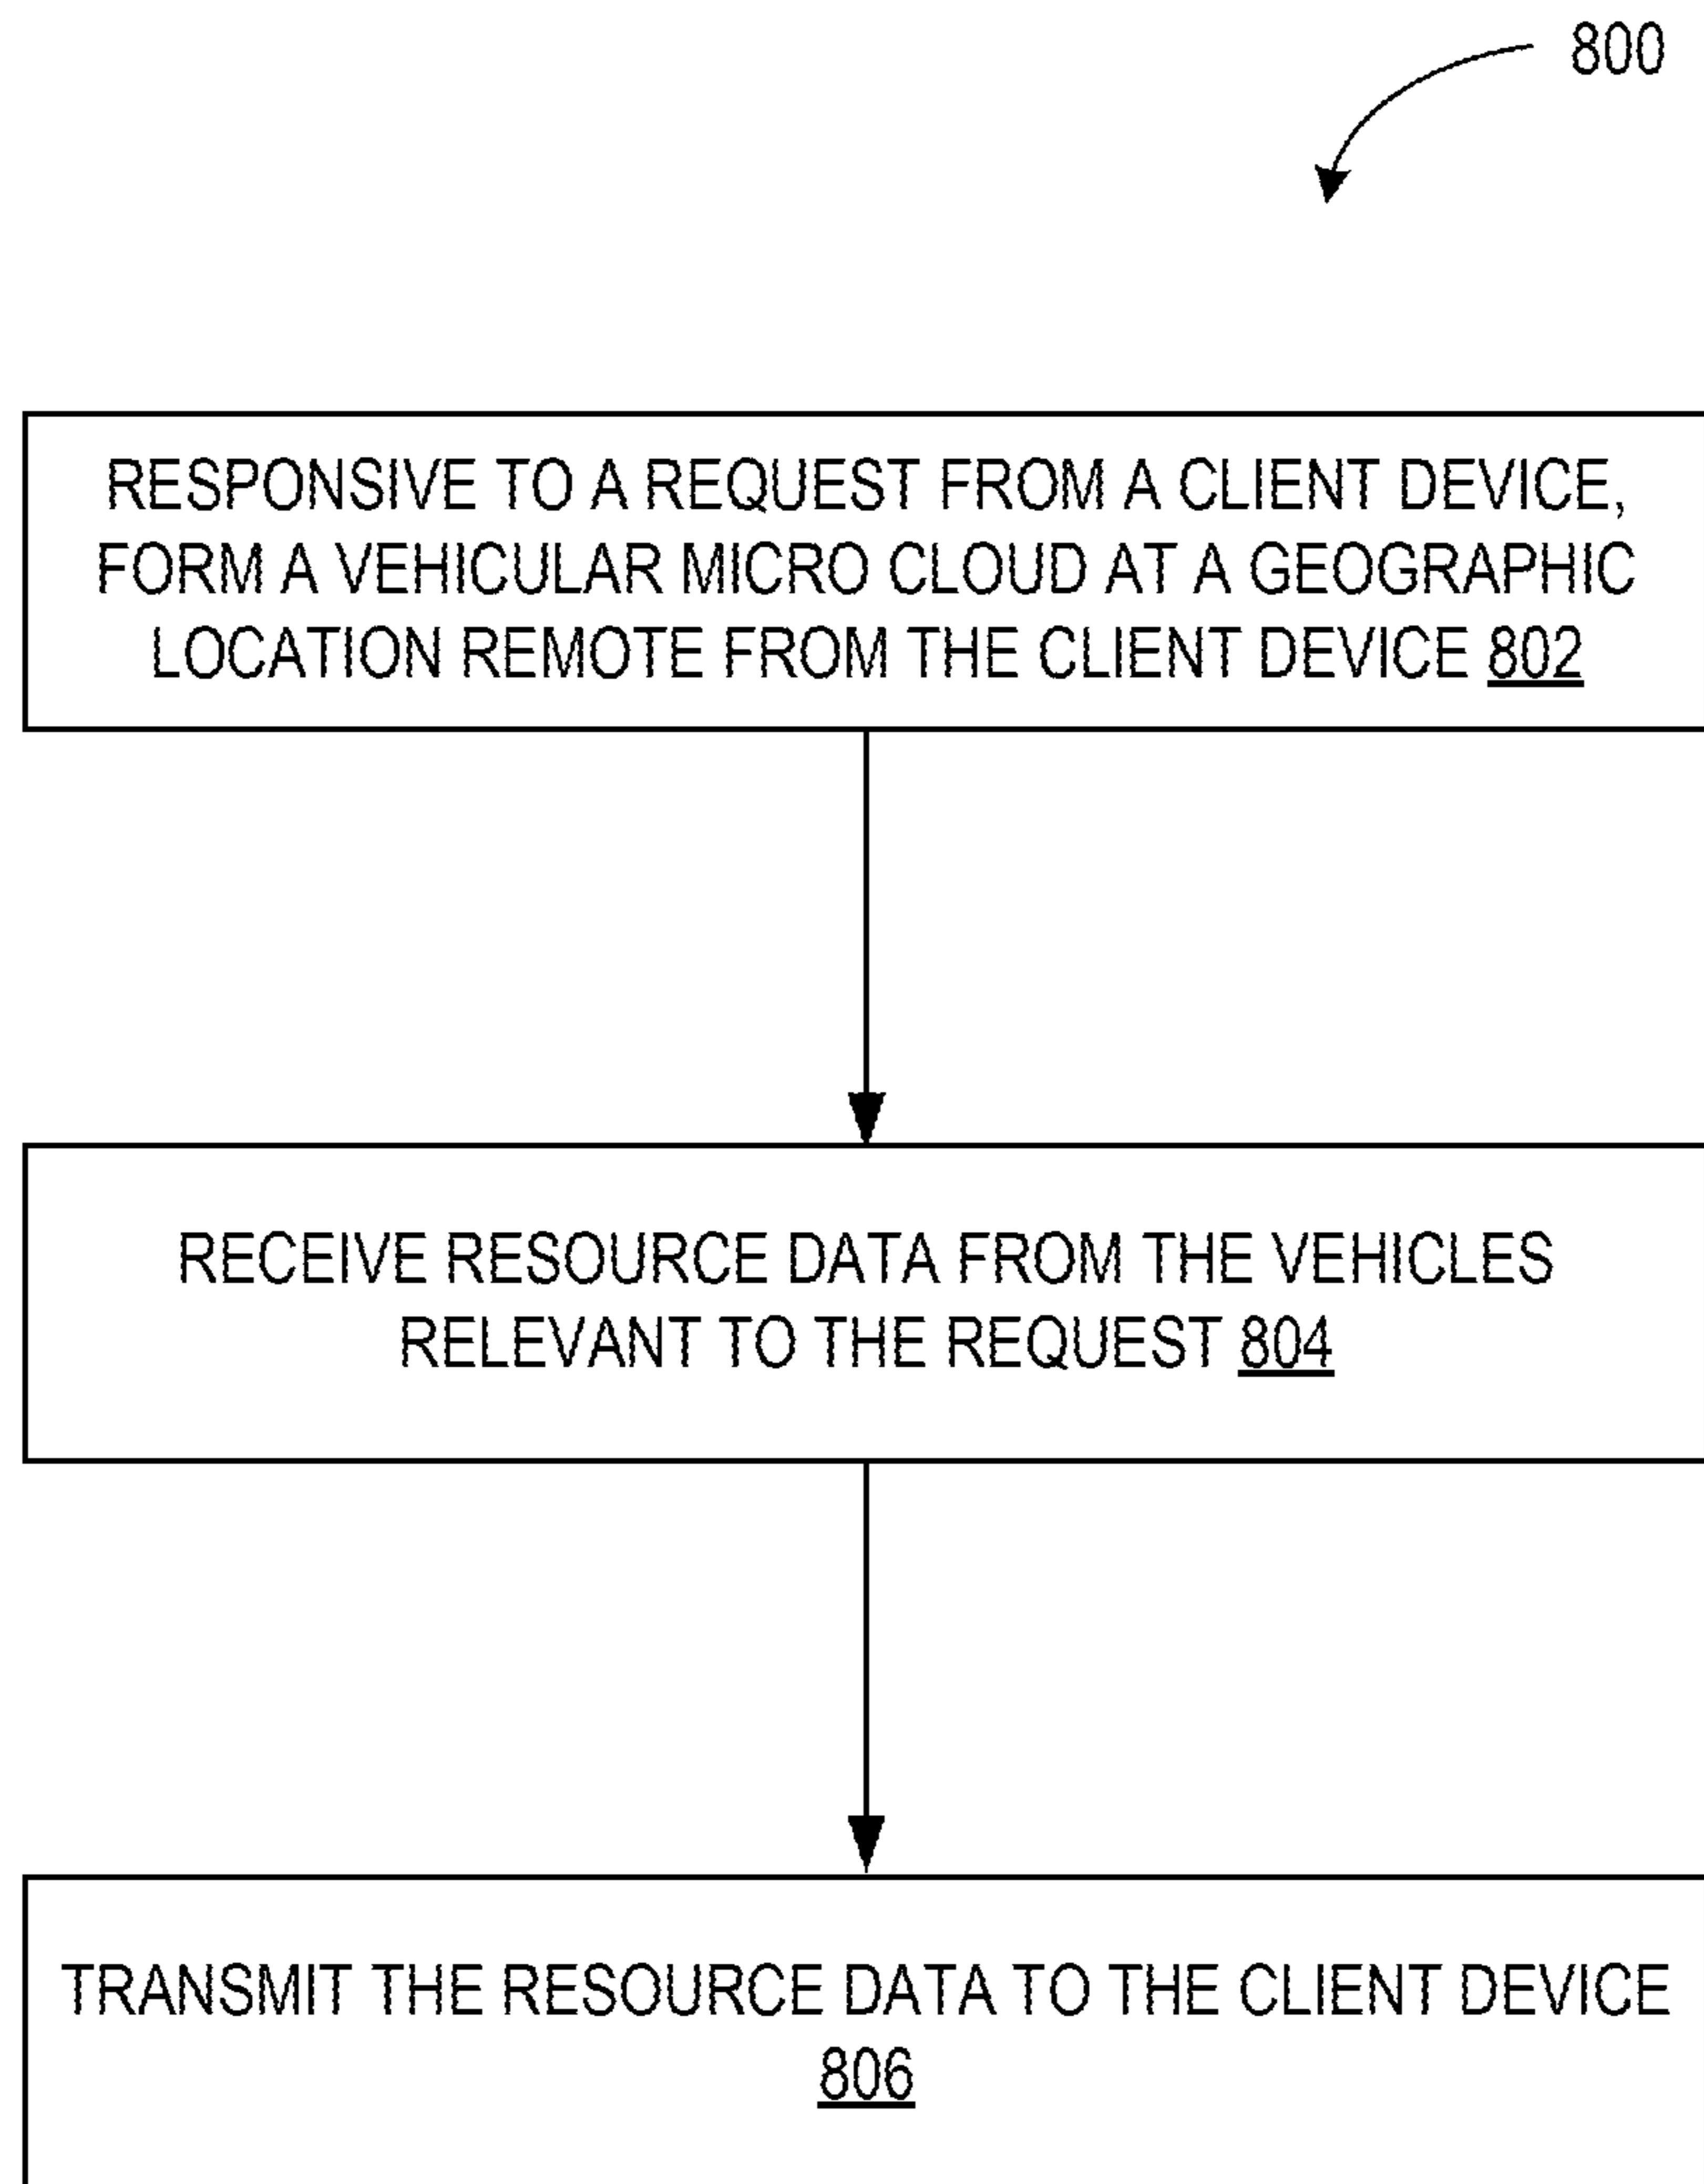 800
RESPONSIVE TO A REQUEST FROM A CLIENT DEVICE,
FORM A VEHICULAR MICRO CLOUD AT A GEOGRAPHIC
LOCATION REMOTE FROM THE CLIENT DEVICE 802
RECEIVE RESOURCE DATA FROM THE VEHICLES
RELEVANT TO THE REQUEST 804
TRANSMIT THE RESOURCE DATA TO THE CLIENT DEVICE
806